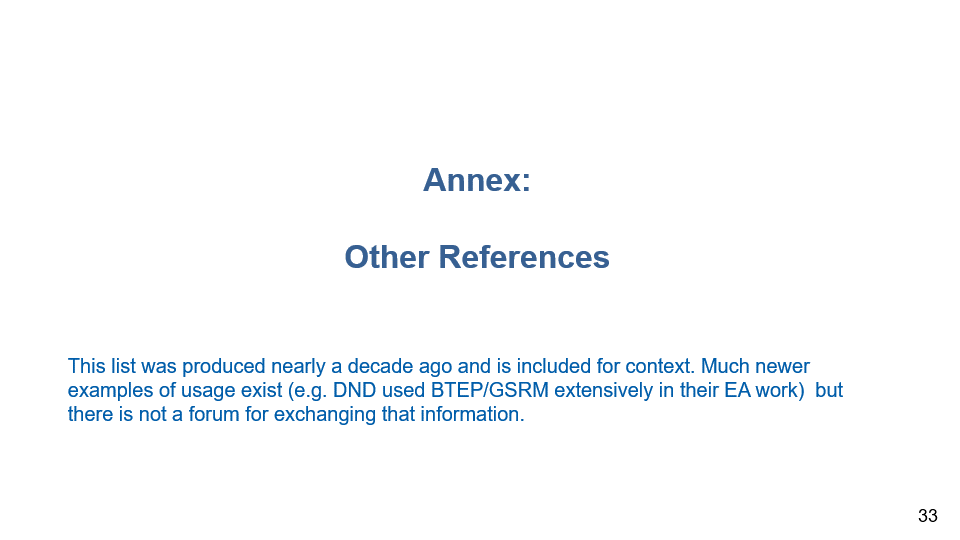 Annex:
Other References
This list was produced nearly a decade ago and is included for context. Much newer
examples of usage exist (e.g. DND used BTEP/GSRM extensively in their EA work)  but
there is not a forum for exchanging that information.
33